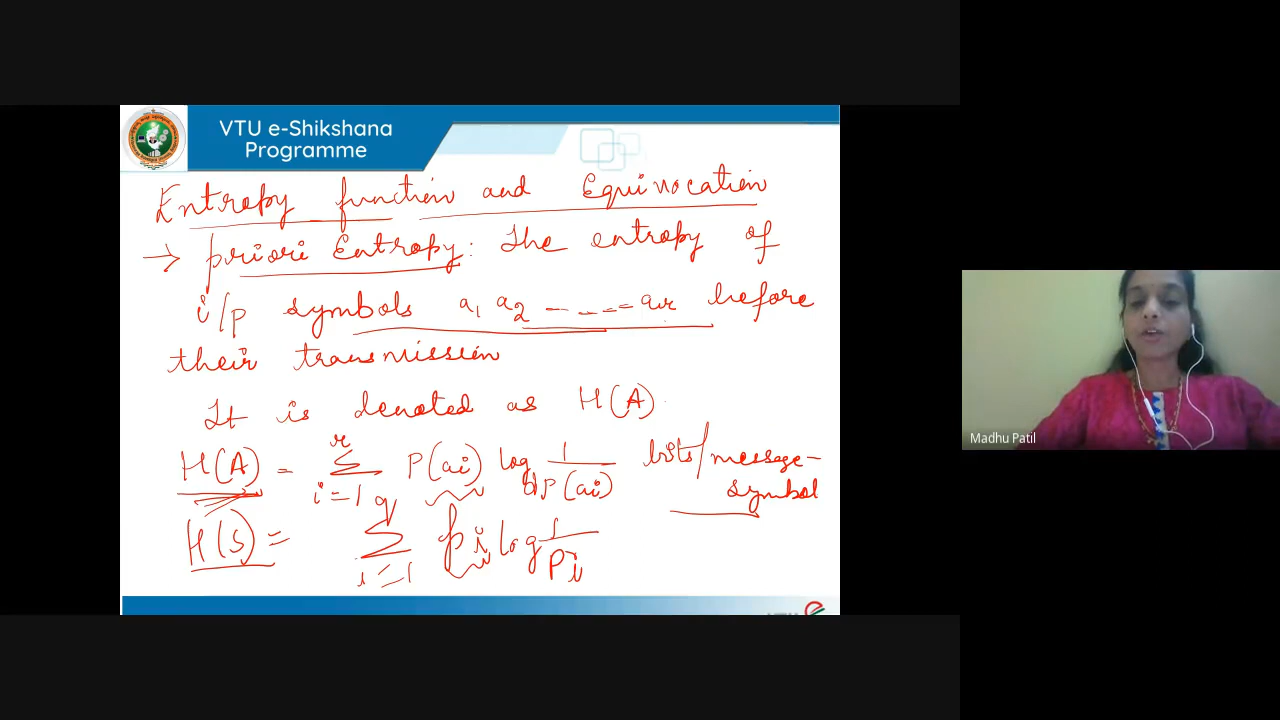 VTU e-Shikshana
Programme
Entropy function and Equivocation
→ priori Entropy: The entropy of
i/p symbols a₁ a₂ ------ar before
their transmission
It is denoted as H(A).
H(A) = ∑_{i=1}^{r} P(ai) log 1/P(ai) bits/message-
symbol
H(S) = ∑_{i=1}^{q} pi log 1/Pi
Madhu Patil